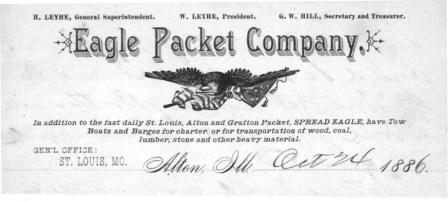 H. LEYHE, General Superintendent. W. LEYHE, President. G. W. HILL, Secretary and Treasurer.
Eagle Packet Company.
In addition to the fast daily St. Louis, Alton and Grafton Packet, SPREAD EAGLE, have Tow
Boats and Barges for charter, or for transportation of wood, coal,
lumber, stone and other heavy material.
GEN'L OFFICE:
ST. LOUIS, MO.
Alton, Ill. Oct 24 1886.